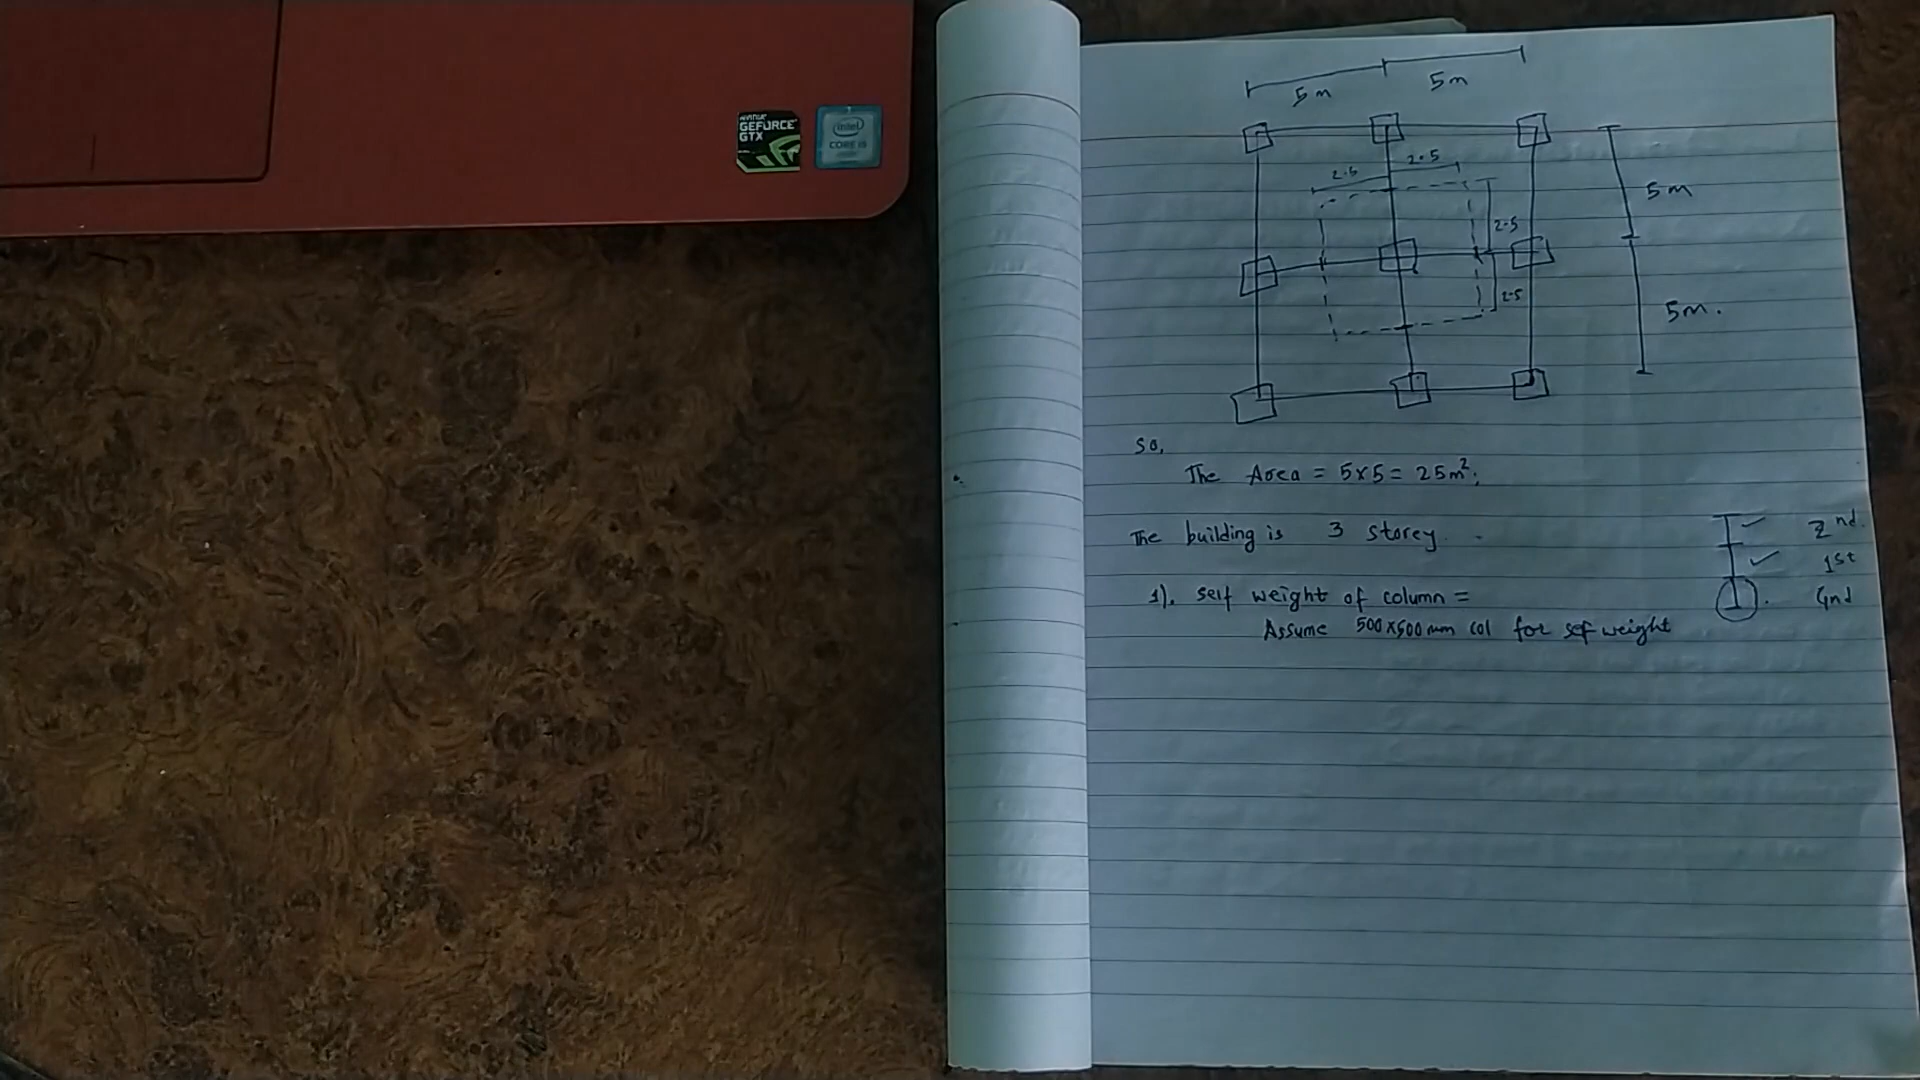 NVIDIA
GEFORCE
GTX
intel
CORE i5
5m
5m
2.5
2.5
5m
2.5
2.5
5m.
so,
The Area = 5x5 = 25m²;
The building is 3 storey.
2nd.
1st
Gnd
1). self weight of column =
Assume 500x500mm col for sef weight